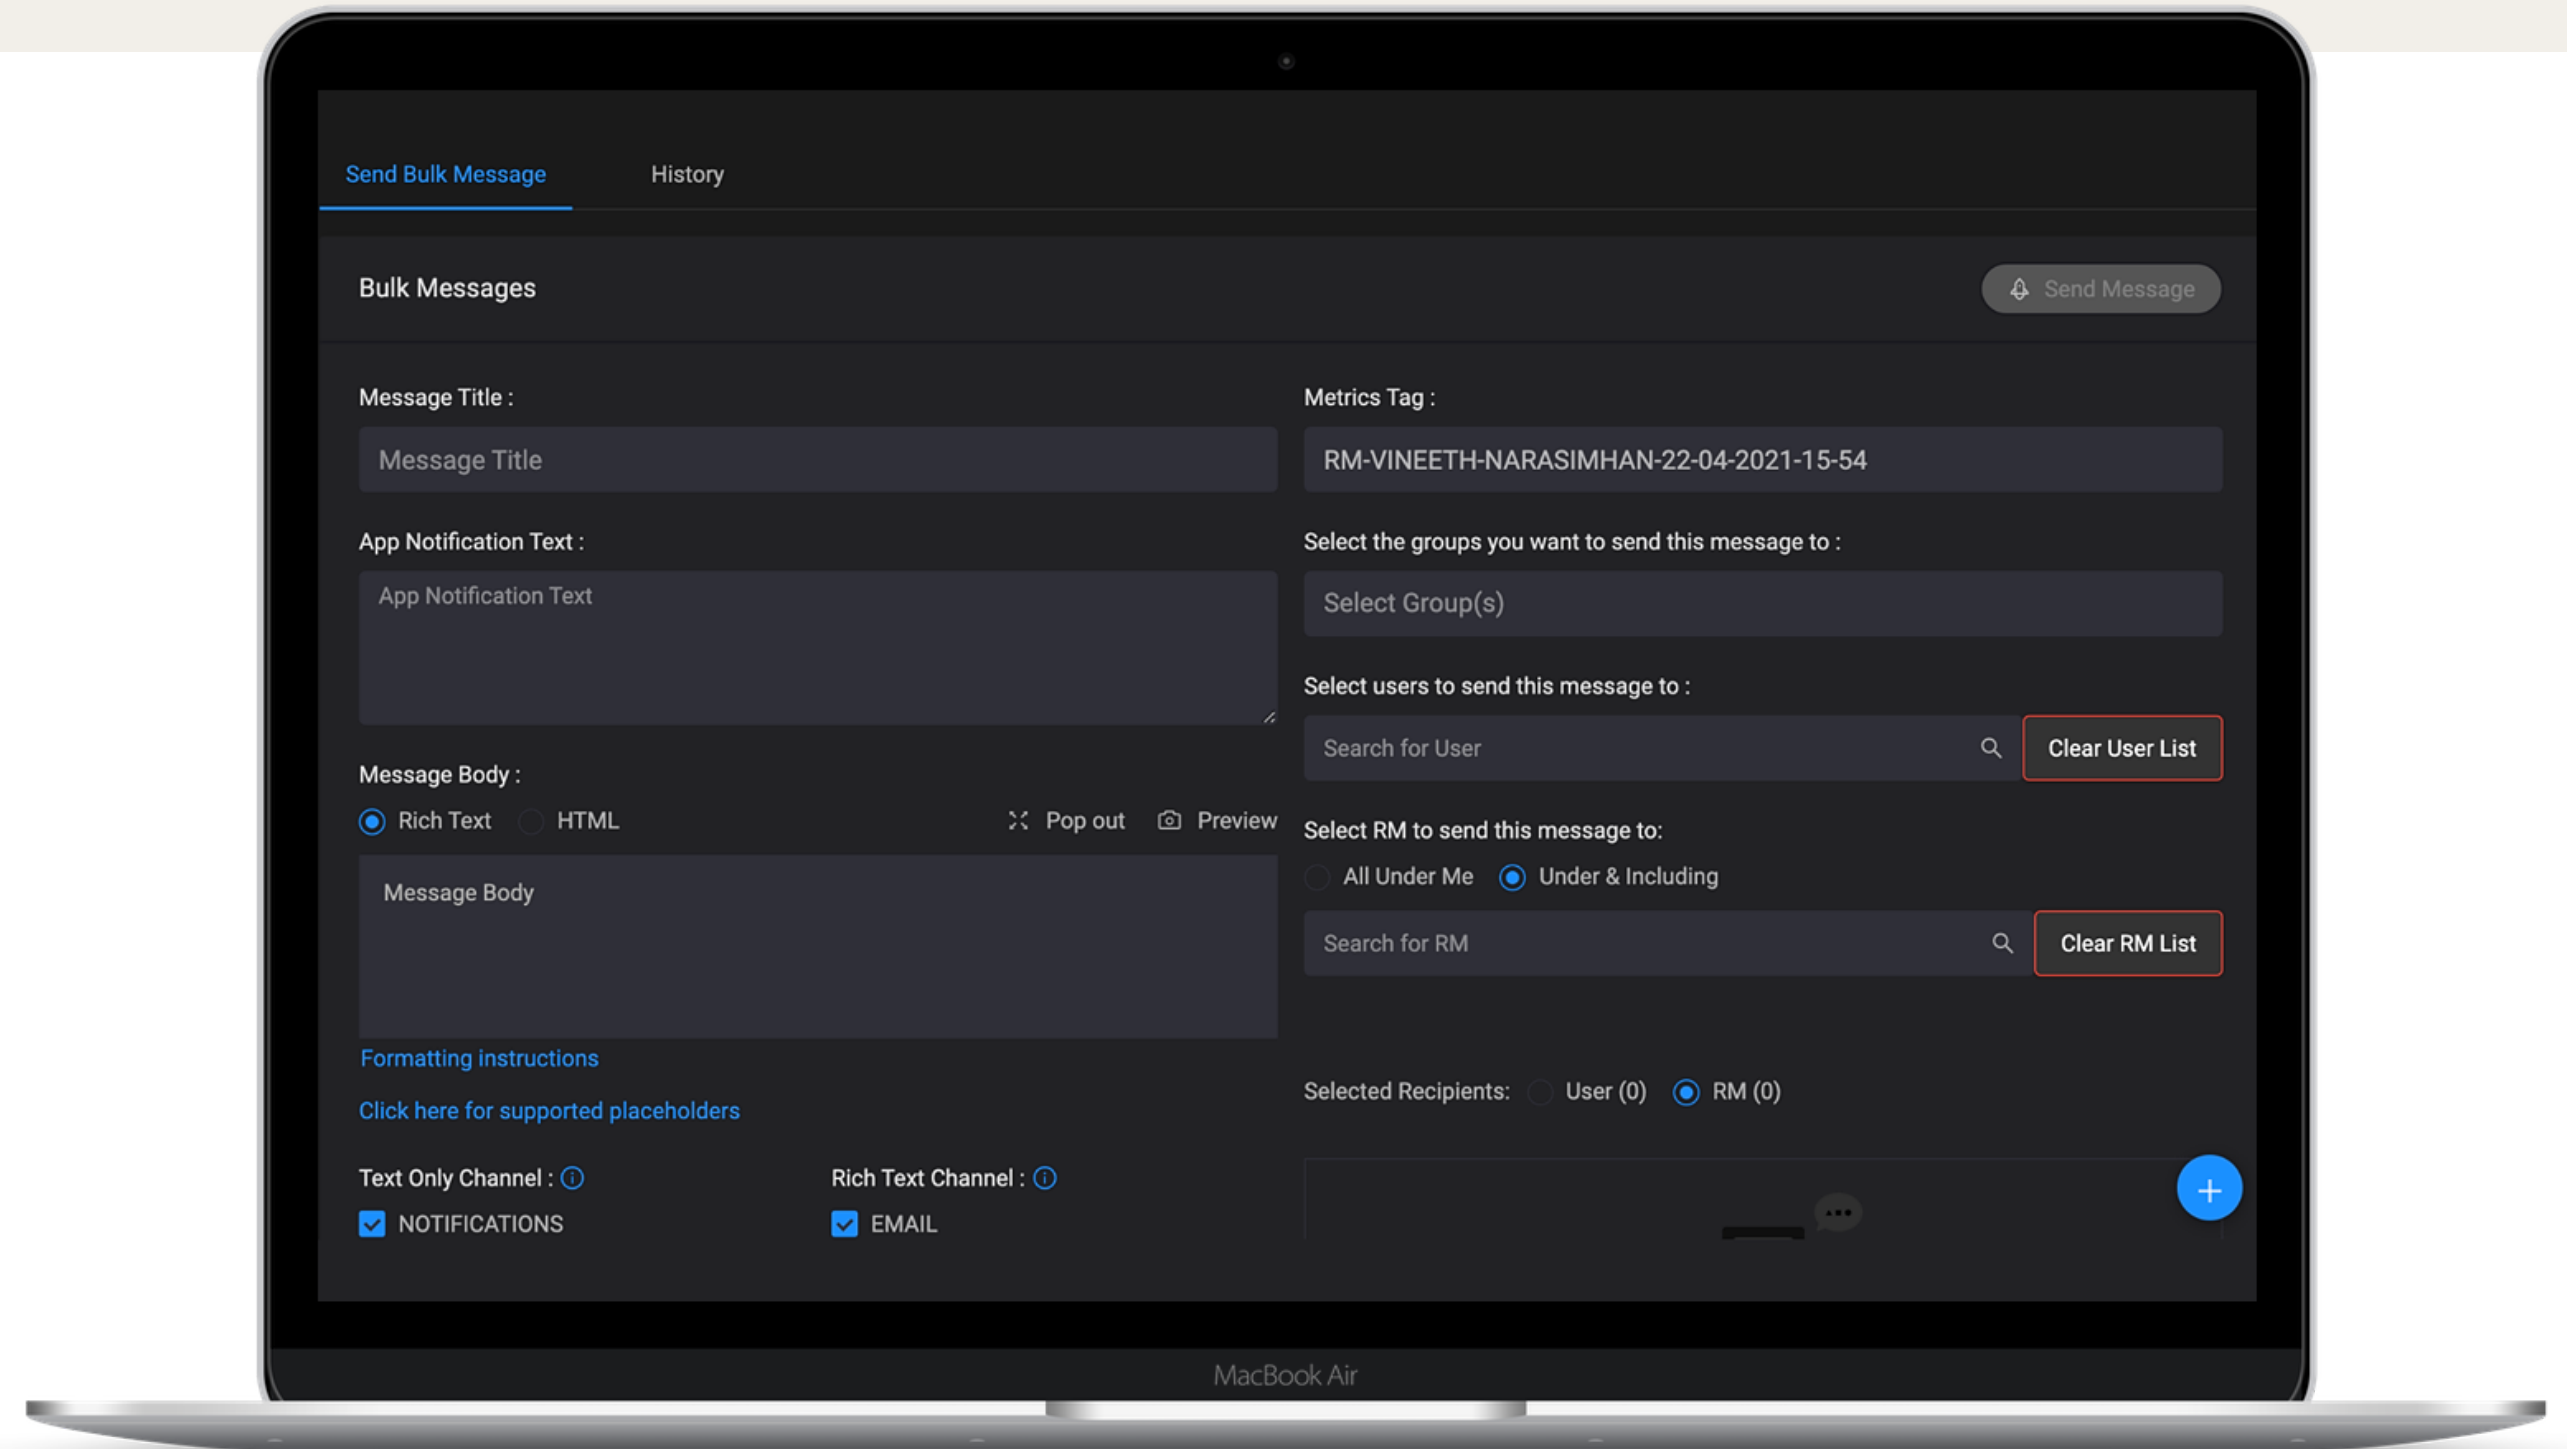 Send Bulk Message
History
Bulk Messages
Send Message
Message Title :
Message Title
App Notification Text :
App Notification Text
Message Body :
Rich Text
HTML
Pop out
Preview
Message Body
Formatting instructions
Click here for supported placeholders
Text Only Channel :
NOTIFICATIONS
Rich Text Channel :
EMAIL
Metrics Tag :
RM-VINEETH-NARASIMHAN-22-04-2021-15-54
Select the groups you want to send this message to :
Select Group(s)
Select users to send this message to :
Search for User
Clear User List
Select RM to send this message to:
All Under Me
Under & Including
Search for RM
Clear RM List
Selected Recipients:
User (0)
RM (0)
MacBook Air